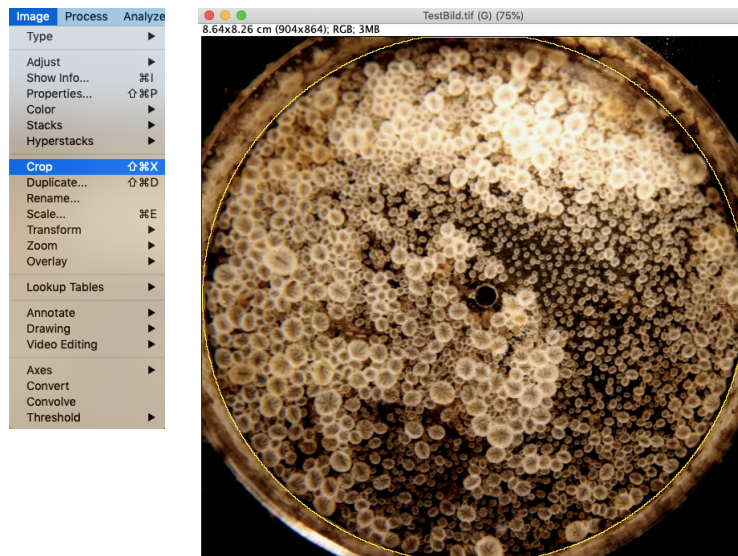 Image Process Analyze
Type
Adjust
Show Info... ⌘I
Properties... ⇧⌘P
Color
Stacks
Hyperstacks
Crop ⇧⌘X
Duplicate... ⇧⌘D
Rename...
Scale... ⌘E
Transform
Zoom
Overlay
Lookup Tables
Annotate
Drawing
Video Editing
Axes
Convert
Convolve
Threshold
TestBild.tif (G) (75%)
8.64x8.26 cm (904x864); RGB; 3MB